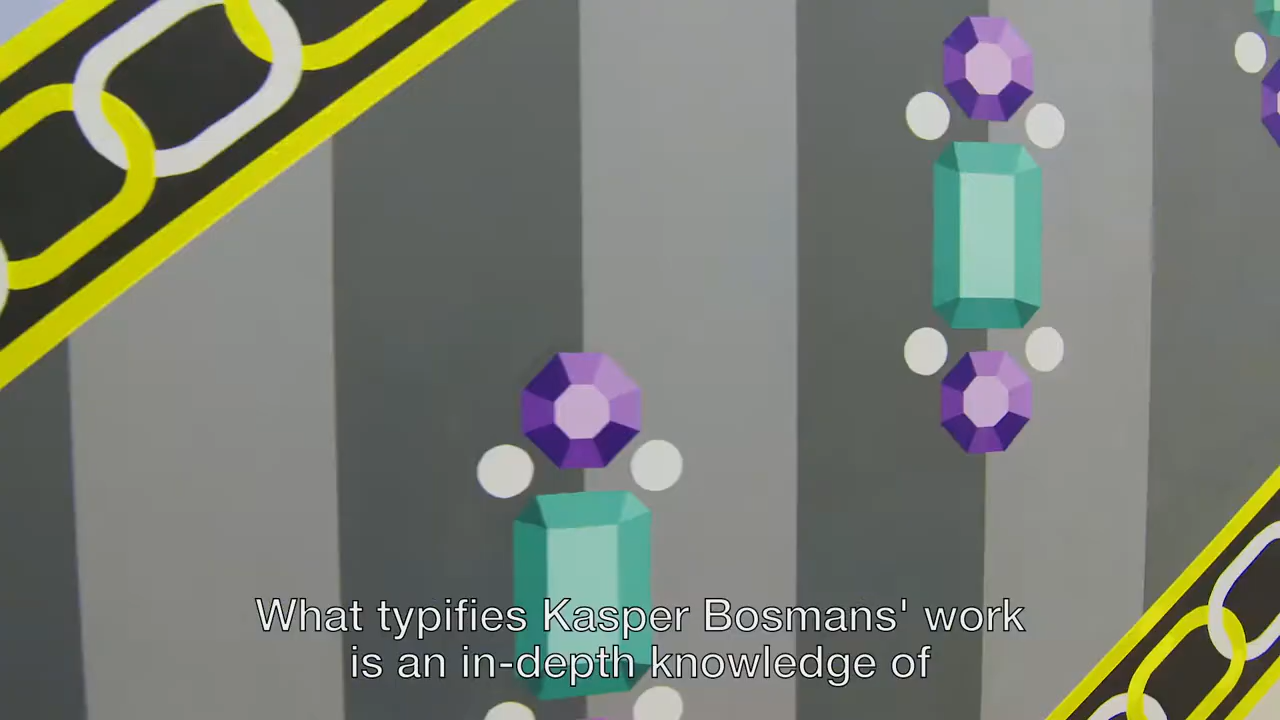 What typifies Kasper Bosmans' work
is an in-depth knowledge of